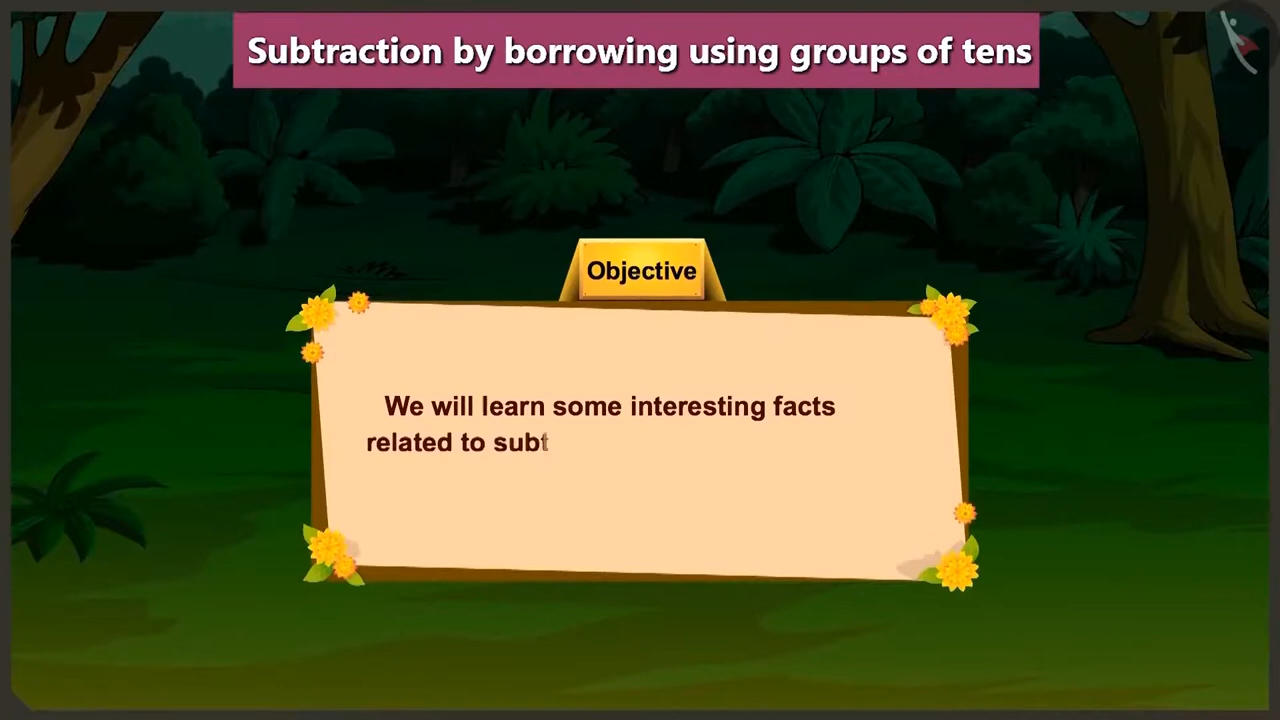 Subtraction by borrowing using groups of tens
Objective
We will learn some interesting facts
related to subt